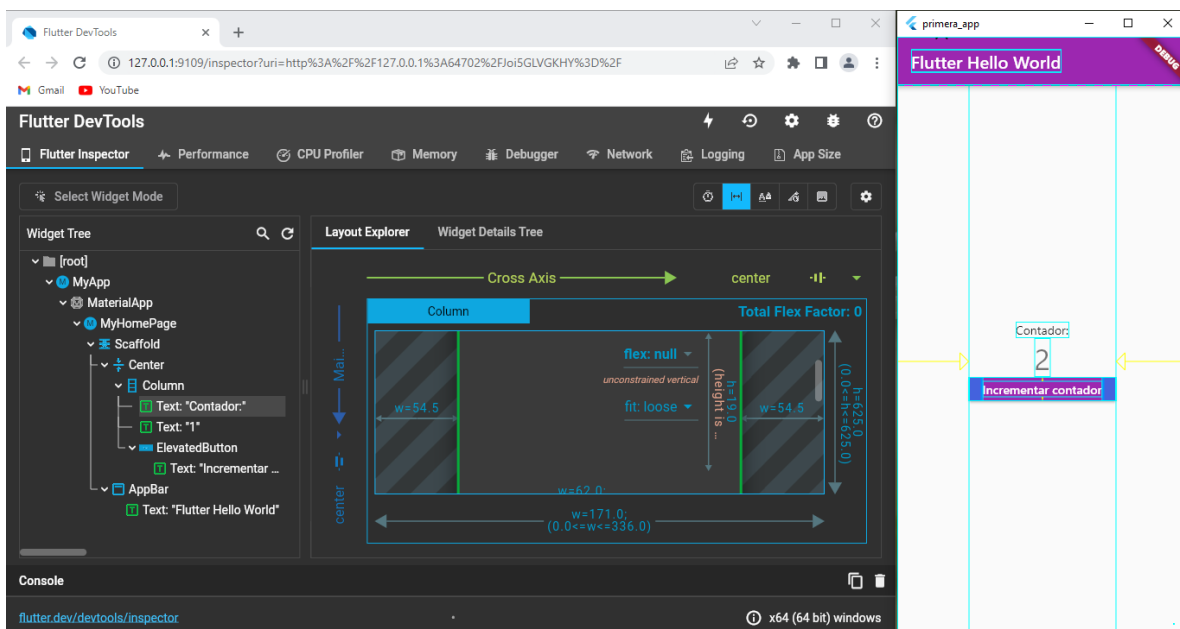 Flutter DevTools
127.0.0.1:9109/inspector?uri=http%3A%2F%2F127.0.0.1%3A64702%2FJoi5GLVGKHY%3D%2F
Gmail YouTube
Flutter DevTools
Flutter Inspector Performance CPU Profiler Memory Debugger Network Logging App Size
Select Widget Mode
Widget Tree
[root]
MyApp
MaterialApp
MyHomePage
Scaffold
Center
Column
Text: "Contador:"
Text: "1"
ElevatedButton
Text: "Incrementar ...
AppBar
Text: "Flutter Hello World"
Layout Explorer Widget Details Tree
Cross Axis center
Mai...
center
Column Total Flex Factor: 0
flex: null
unconstrained vertical
fit: loose
w=54.5
w=54.5
h=19.0
(height is ...
h=625.0
(0.0<=h<=625.0)
w=62.0;
w=171.0;
(0.0<=w<=336.0)
Console
flutter.dev/devtools/inspector
x64 (64 bit) windows
primera_app
Flutter Hello World
DEBUG
Contador:
2
Incrementar contador